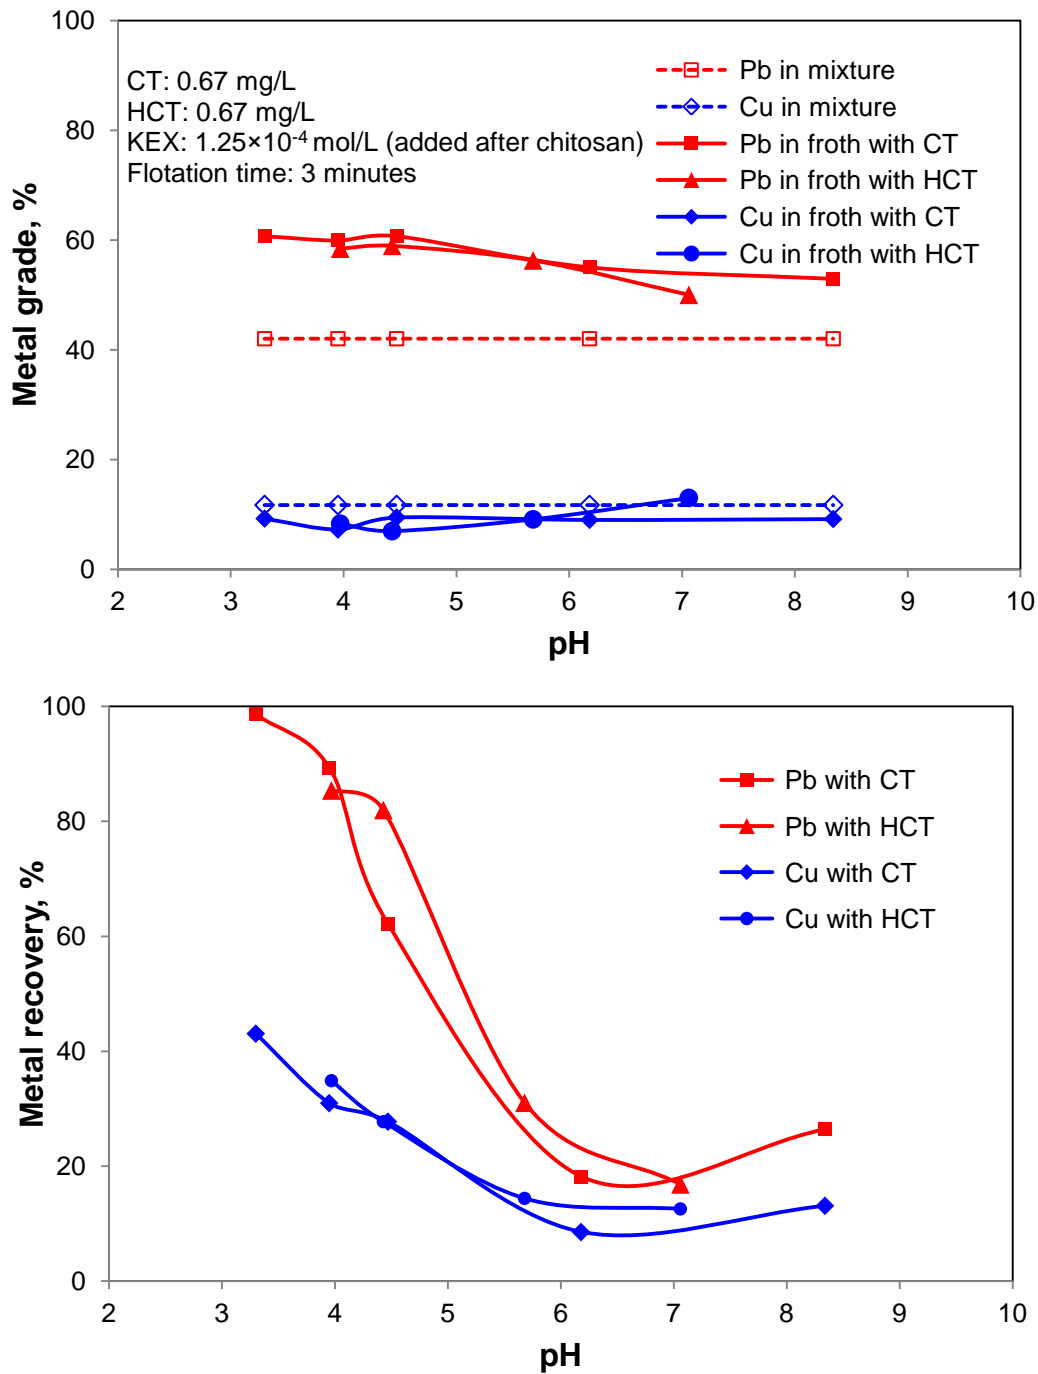 100
80
60
40
20
0
Metal grade, %
CT: 0.67 mg/L
HCT: 0.67 mg/L
KEX: 1.25×10⁻⁴ mol/L (added after chitosan)
Flotation time: 3 minutes
Pb in mixture
Cu in mixture
Pb in froth with CT
Pb in froth with HCT
Cu in froth with CT
Cu in froth with HCT
2 3 4 5 6 7 8 9 10
pH
100
80
60
40
20
0
Metal recovery, %
Pb with CT
Pb with HCT
Cu with CT
Cu with HCT
2 3 4 5 6 7 8 9 10
pH